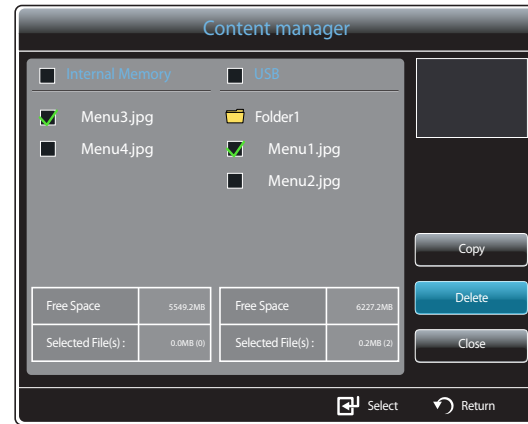 Content manager
Internal Memory
USB
Menu3.jpg
Folder1
Menu4.jpg
Menu1.jpg
Menu2.jpg
Copy
Free Space 5549.2MB
Free Space 6227.2MB
Delete
Selected File(s) : 0.0MB (0)
Selected File(s) : 0.2MB (2)
Close
Select
Return